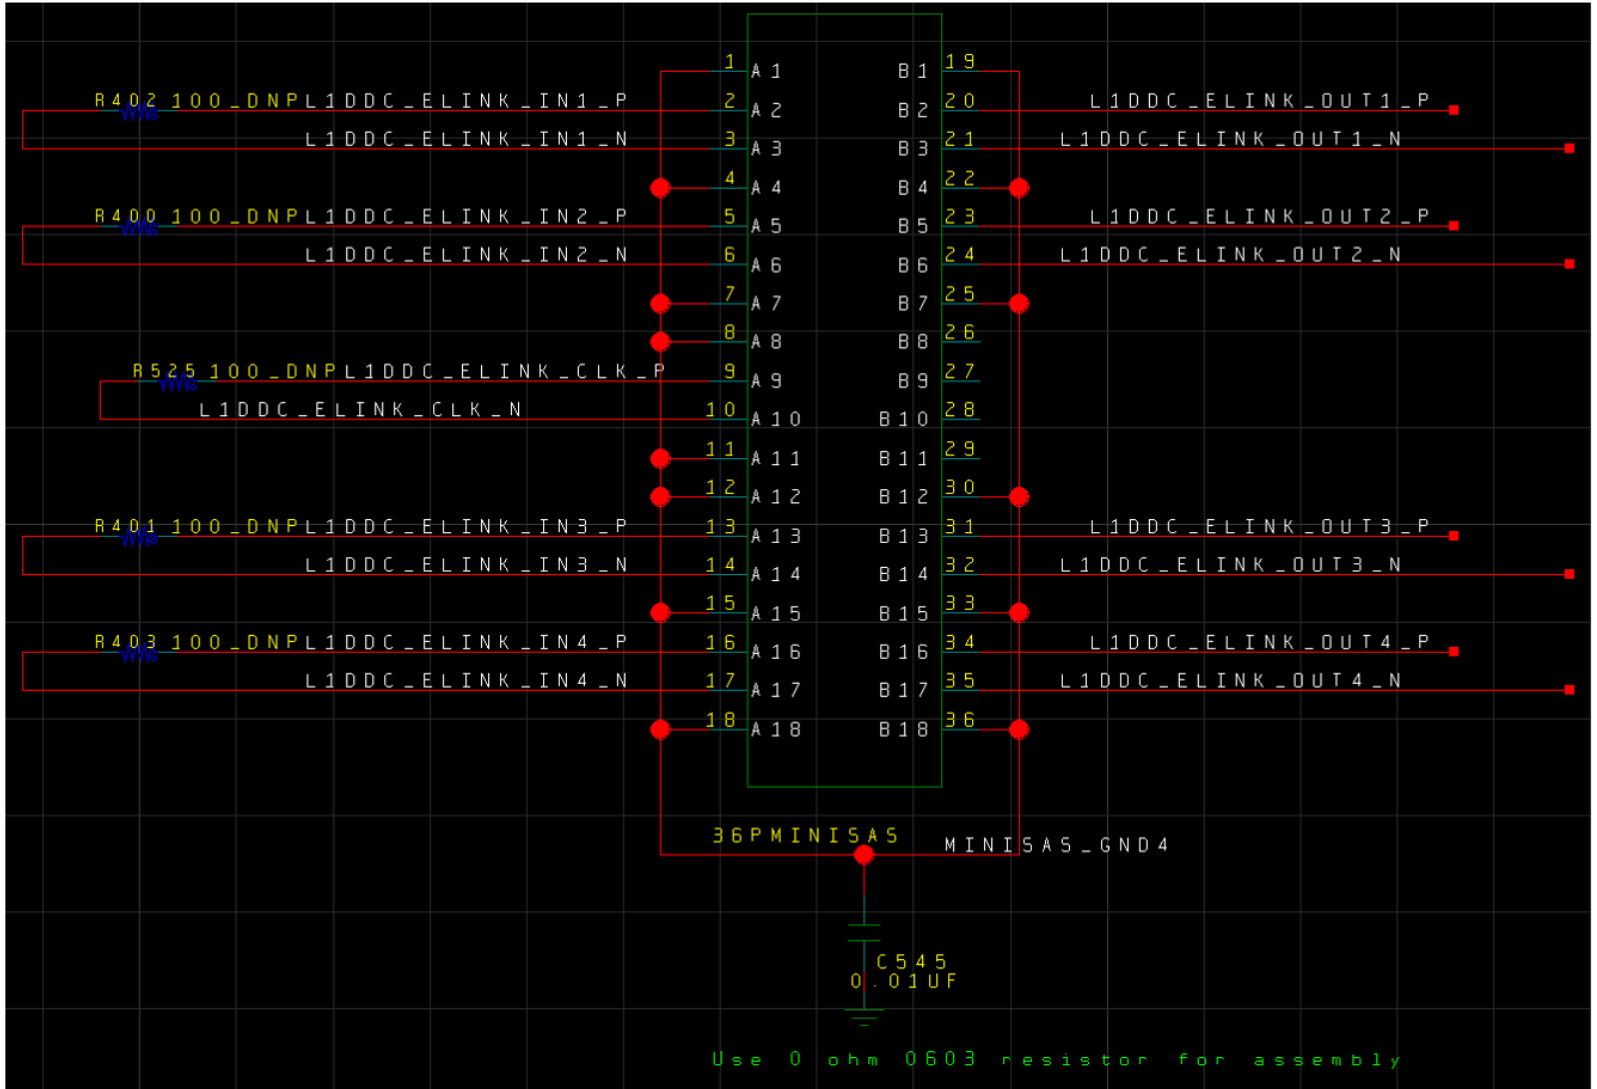 1 A1 B1 19
R402 100_DNP L1DDC_ELINK_IN1_P 2 A2 B2 20 L1DDC_ELINK_OUT1_P
L1DDC_ELINK_IN1_N 3 A3 B3 21 L1DDC_ELINK_OUT1_N
4 A4 B4 22
R400 100_DNP L1DDC_ELINK_IN2_P 5 A5 B5 23 L1DDC_ELINK_OUT2_P
L1DDC_ELINK_IN2_N 6 A6 B6 24 L1DDC_ELINK_OUT2_N
7 A7 B7 25
8 A8 B8 26
R525 100_DNP L1DDC_ELINK_CLK_P 9 A9 B9 27
L1DDC_ELINK_CLK_N 10 A10 B10 28
11 A11 B11 29
12 A12 B12 30
R401 100_DNP L1DDC_ELINK_IN3_P 13 A13 B13 31 L1DDC_ELINK_OUT3_P
L1DDC_ELINK_IN3_N 14 A14 B14 32 L1DDC_ELINK_OUT3_N
15 A15 B15 33
R403 100_DNP L1DDC_ELINK_IN4_P 16 A16 B16 34 L1DDC_ELINK_OUT4_P
L1DDC_ELINK_IN4_N 17 A17 B17 35 L1DDC_ELINK_OUT4_N
18 A18 B18 36
36PMINISAS MINISAS_GND4
C545
0.01UF
Use 0 ohm 0603 resistor for assembly